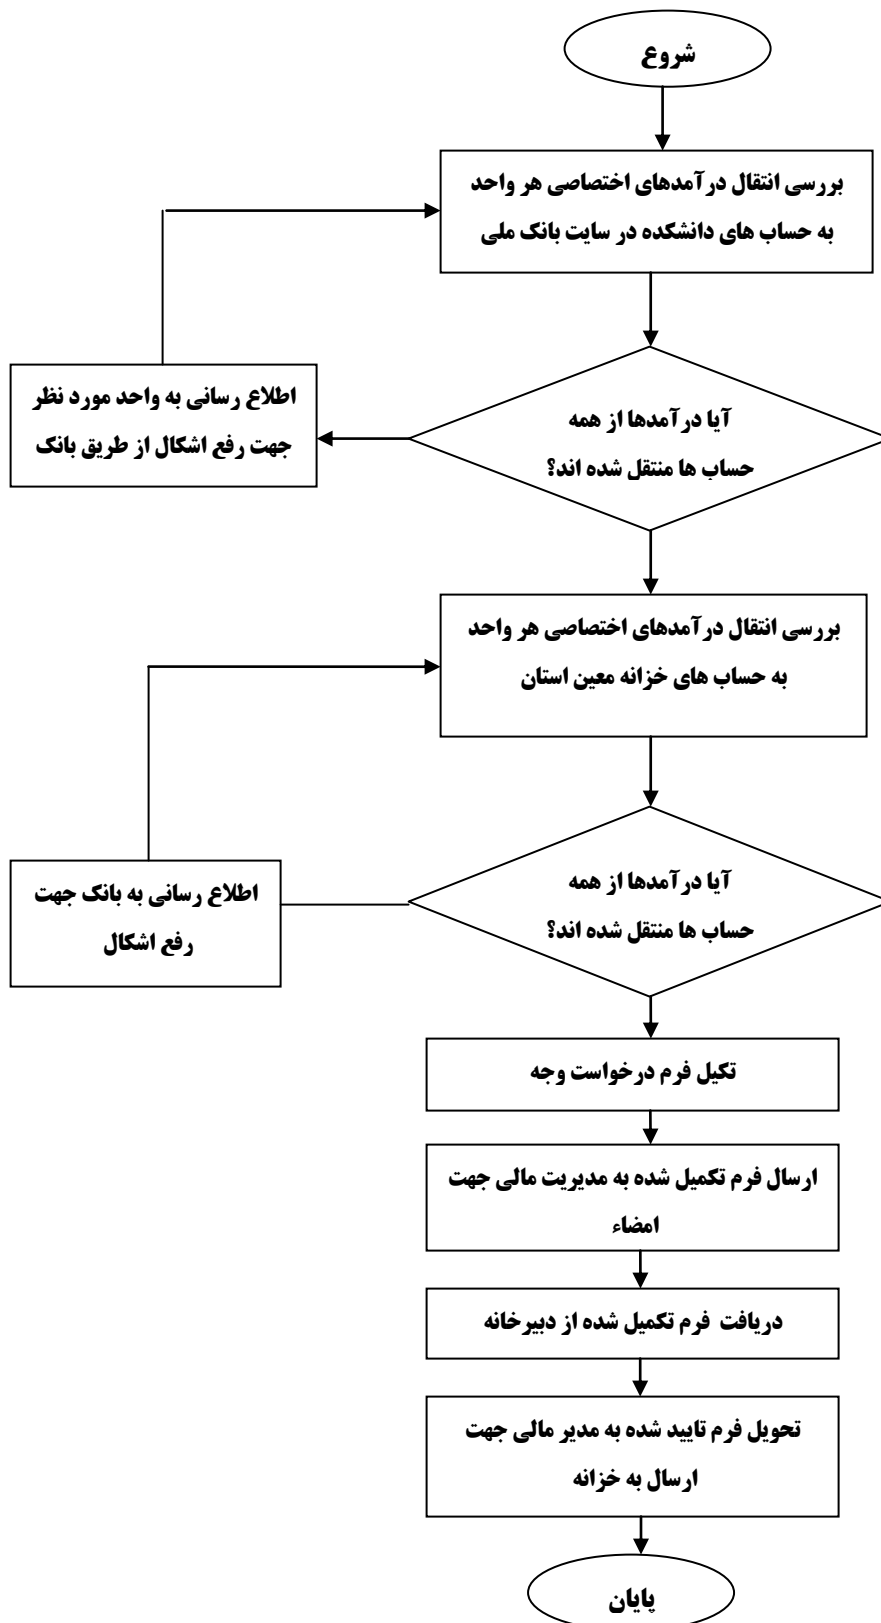 شروع
بررسی انتقال درآمدهای اختصاصی هر واحد
به حساب های دانشکده در سایت بانک ملی
آیا درآمدها از همه
حساب ها منتقل شده اند؟
اطلاع رسانی به واحد مورد نظر
جهت رفع اشکال از طریق بانک
بررسی انتقال درآمدهای اختصاصی هر واحد
به حساب های خزانه معین استان
آیا درآمدها از همه
حساب ها منتقل شده اند؟
اطلاع رسانی به بانک جهت
رفع اشکال
تکیل فرم درخواست وجه
ارسال فرم تکمیل شده به مدیریت مالی جهت
امضاء
دریافت فرم تکمیل شده از دبیرخانه
تحویل فرم تایید شده به مدیر مالی جهت
ارسال به خزانه
پایان